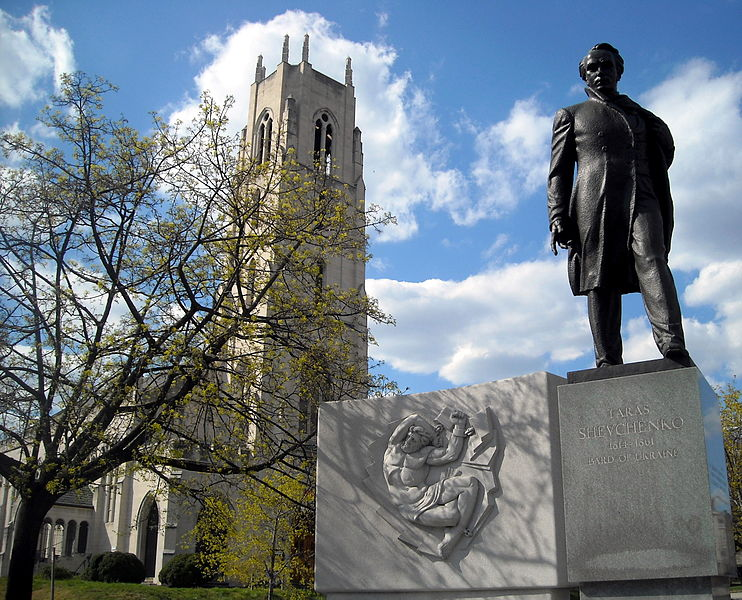 TARAS
SHEVCHENKO
1814–1861
BARD OF UKRAINE